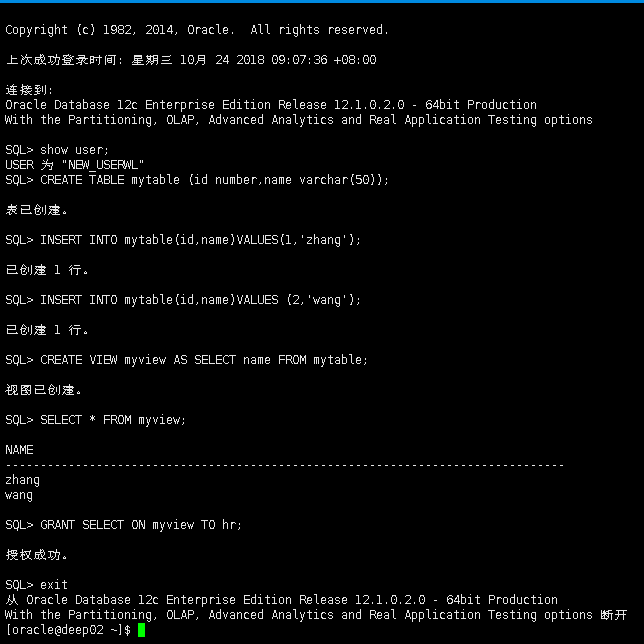 Copyright (c) 1982, 2014, Oracle.  All rights reserved.
上次成功登录时间: 星期三 10月 24 2018 09:07:36 +08:00
连接到:
Oracle Database 12c Enterprise Edition Release 12.1.0.2.0 - 64bit Production
With the Partitioning, OLAP, Advanced Analytics and Real Application Testing options
SQL> show user;
USER 为 "NEW_USERWL"
SQL> CREATE TABLE mytable (id number,name varchar(50));
表已创建。
SQL> INSERT INTO mytable(id,name)VALUES(1,'zhang');
已创建 1 行。
SQL> INSERT INTO mytable(id,name)VALUES (2,'wang');
已创建 1 行。
SQL> CREATE VIEW myview AS SELECT name FROM mytable;
视图已创建。
SQL> SELECT * FROM myview;
NAME
--------------------------------------------------------------------------------
zhang
wang
SQL> GRANT SELECT ON myview TO hr;
授权成功。
SQL> exit
从 Oracle Database 12c Enterprise Edition Release 12.1.0.2.0 - 64bit Production
With the Partitioning, OLAP, Advanced Analytics and Real Application Testing options 断开
[oracle@deep02 ~]$